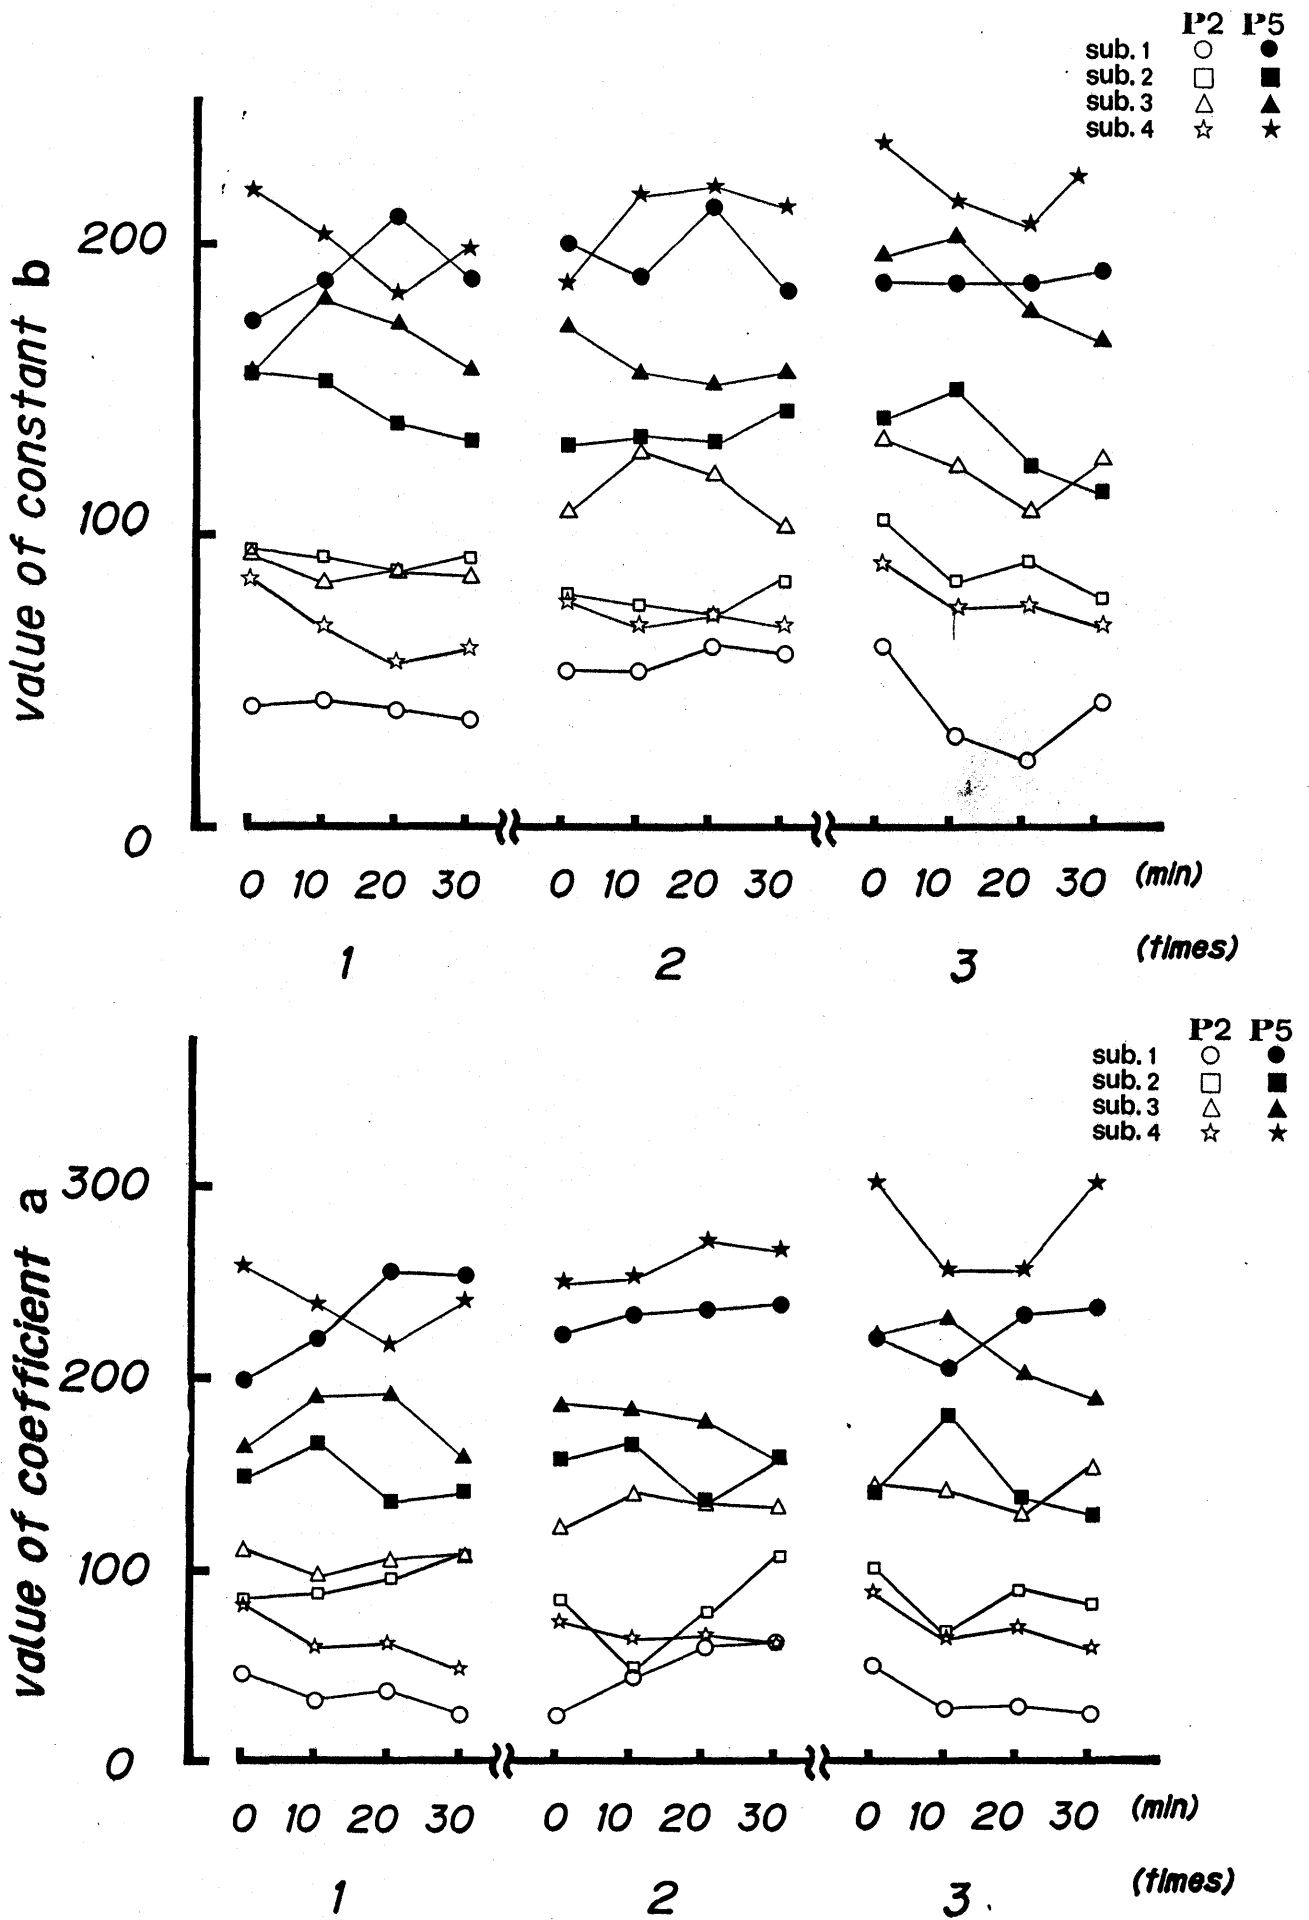 P2 P5
sub. 1
sub. 2
sub. 3
sub. 4
value of constant b
200
100
0
0 10 20 30 0 10 20 30 0 10 20 30 (min)
1 2 3 (times)
P2 P5
sub. 1
sub. 2
sub. 3
sub. 4
value of coefficient a
300
200
100
0
0 10 20 30 0 10 20 30 0 10 20 30 (min)
1 2 3 (times)